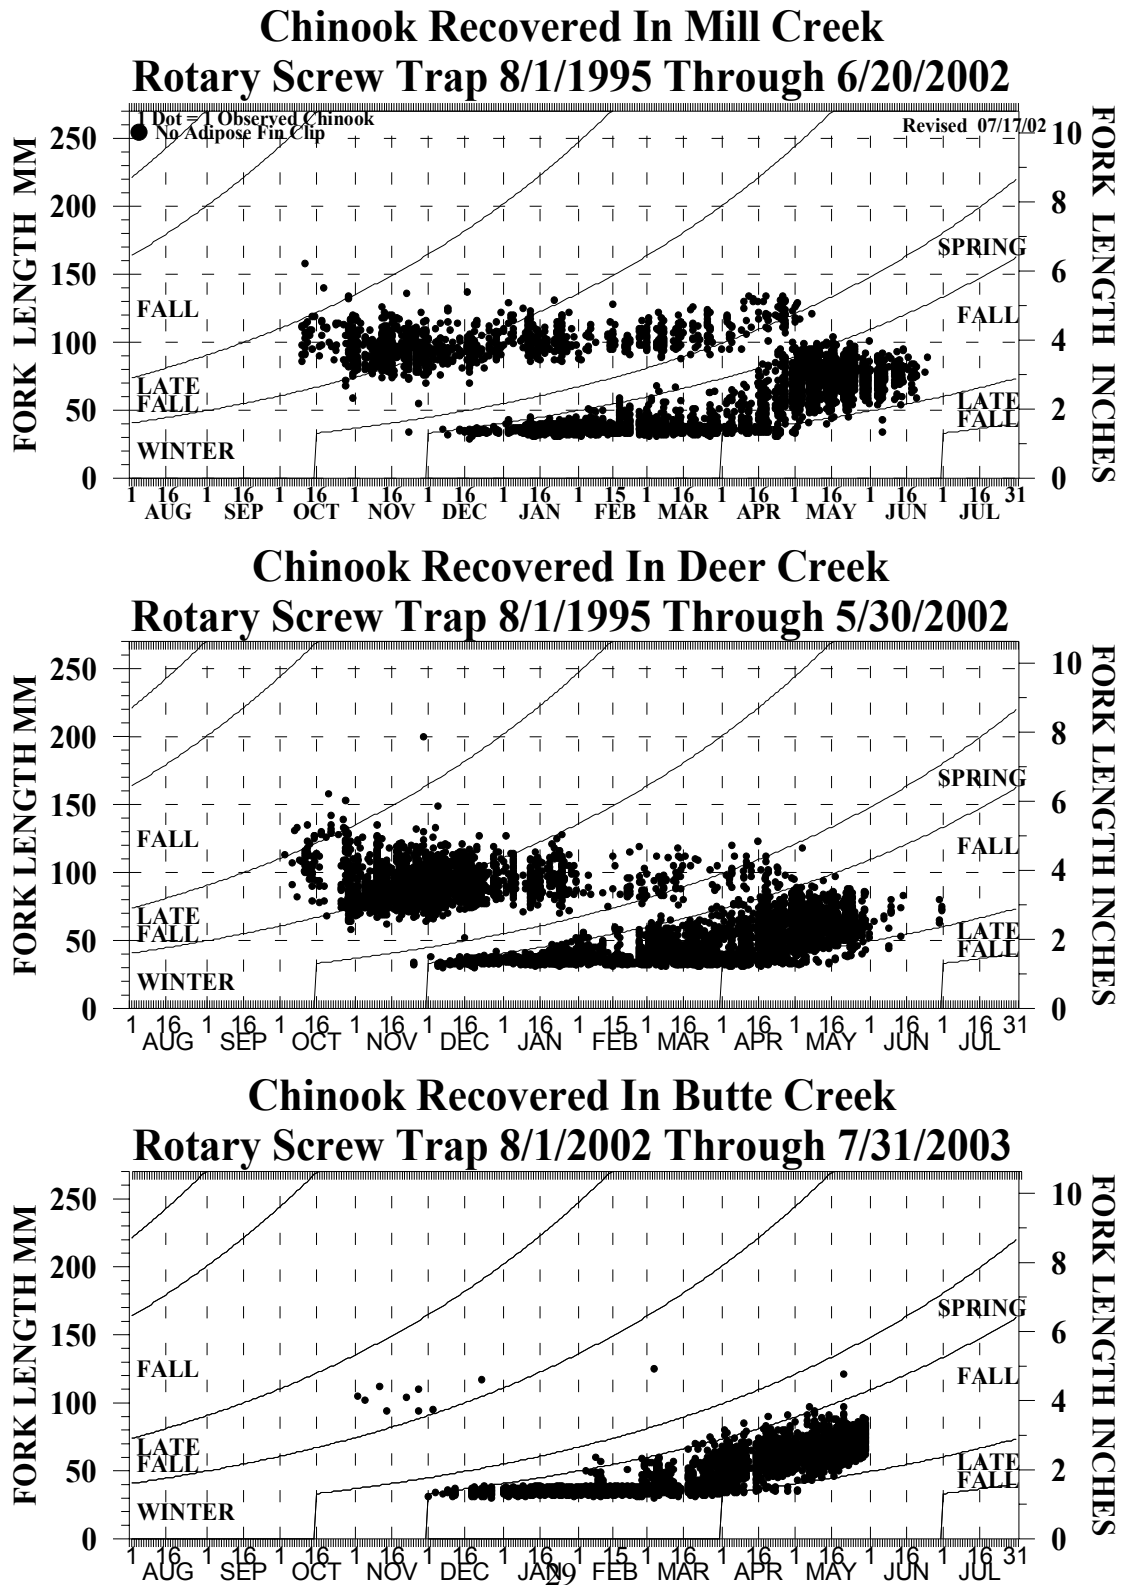 Chinook Recovered In Mill Creek
Rotary Screw Trap 8/1/1995 Through 6/20/2002
1 Dot = 1 Observed Chinook
No Adipose Fin Clip
Revised 07/17/02
FORK LENGTH MM
250
200
150
100
50
0
FORK LENGTH INCHES
10
8
6
4
2
0
FALL
LATE
FALL
WINTER
SPRING
FALL
LATE
FALL
1 16 1 16 1 16 1 16 1 16 1 16 1 15 1 16 1 16 1 16 1 16 1 16 31
AUG SEP OCT NOV DEC JAN FEB MAR APR MAY JUN JUL
Chinook Recovered In Deer Creek
Rotary Screw Trap 8/1/1995 Through 5/30/2002
FORK LENGTH MM
250
200
150
100
50
0
FORK LENGTH INCHES
10
8
6
4
2
0
FALL
LATE
FALL
WINTER
SPRING
FALL
LATE
FALL
1 16 1 16 1 16 1 16 1 16 1 16 1 15 1 16 1 16 1 16 1 16 1 16 31
AUG SEP OCT NOV DEC JAN FEB MAR APR MAY JUN JUL
Chinook Recovered In Butte Creek
Rotary Screw Trap 8/1/2002 Through 7/31/2003
FORK LENGTH MM
250
200
150
100
50
0
FORK LENGTH INCHES
10
8
6
4
2
0
FALL
LATE
FALL
WINTER
SPRING
FALL
LATE
FALL
1 16 1 16 1 16 1 16 1 16 1 16 1 15 1 16 1 16 1 16 1 16 1 16 31
AUG SEP OCT NOV DEC JAN FEB MAR APR MAY JUN JUL
29